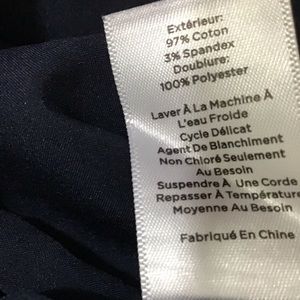 Extérieur:
97% Coton
3% Spandex
Doublure:
100% Polyester
Laver À La Machine À
L'eau Froide
Cycle Délicat
Agent De Blanchiment
Non Chloré Seulement
Au Besoin
Suspendre À Une Corde
Repasser À Température
Moyenne Au Besoin
Fabriqué En Chine